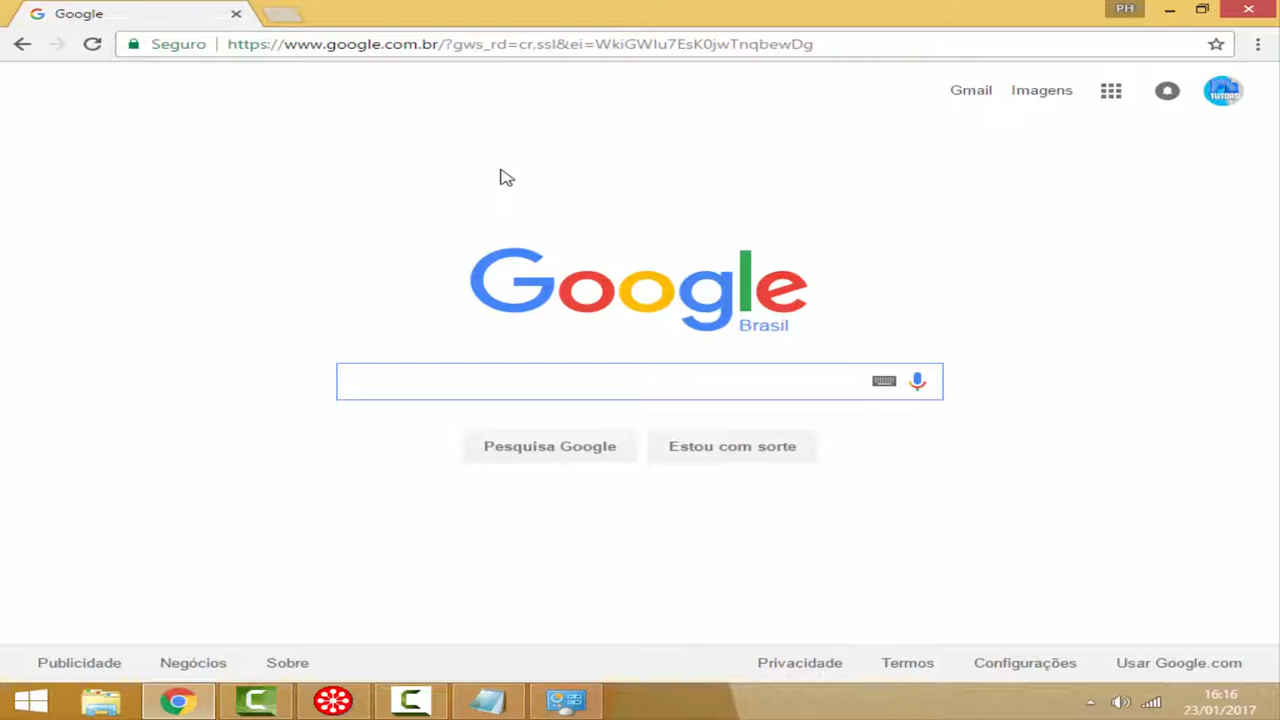 Google
PH
Seguro
https://www.google.com.br/?gws_rd=cr,ssl&ei=WkiGWIu7EsK0jwTnqbewDg
Gmail Imagens
TUTORS
Google
Brasil
Pesquisa Google Estou com sorte
Publicidade Negócios Sobre Privacidade Termos Configurações Usar Google.com
16:16
23/01/2017